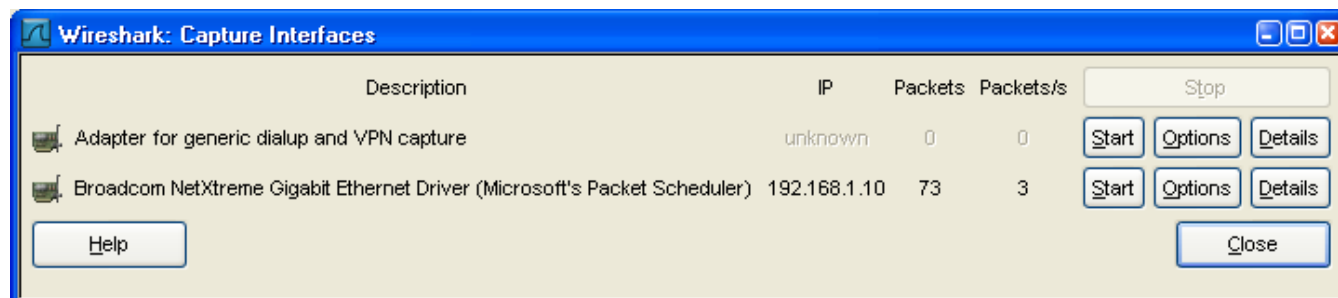 Wireshark: Capture Interfaces
Description IP Packets Packets/s Stop
Adapter for generic dialup and VPN capture unknown 0 0 Start Options Details
Broadcom NetXtreme Gigabit Ethernet Driver (Microsoft's Packet Scheduler) 192.168.1.10 73 3 Start Options Details
Help Close